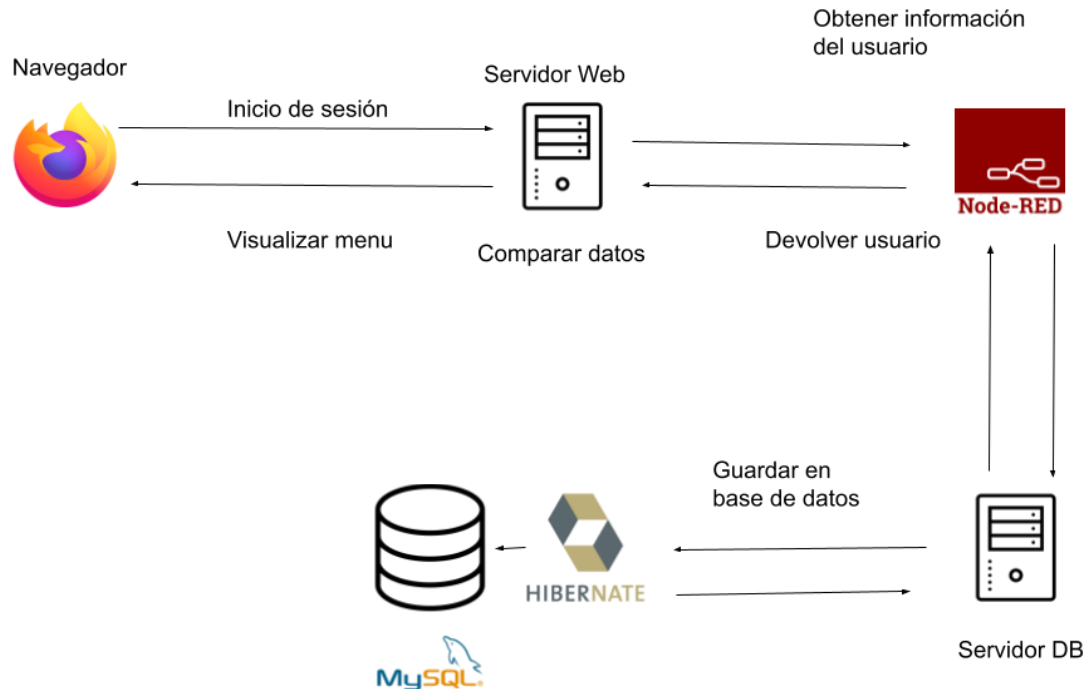 Obtener información
del usuario
Navegador
Servidor Web
Inicio de sesión
Node-RED
Visualizar menu
Comparar datos
Devolver usuario
Guardar en
base de datos
HIBERNATE
Servidor DB
MySQL